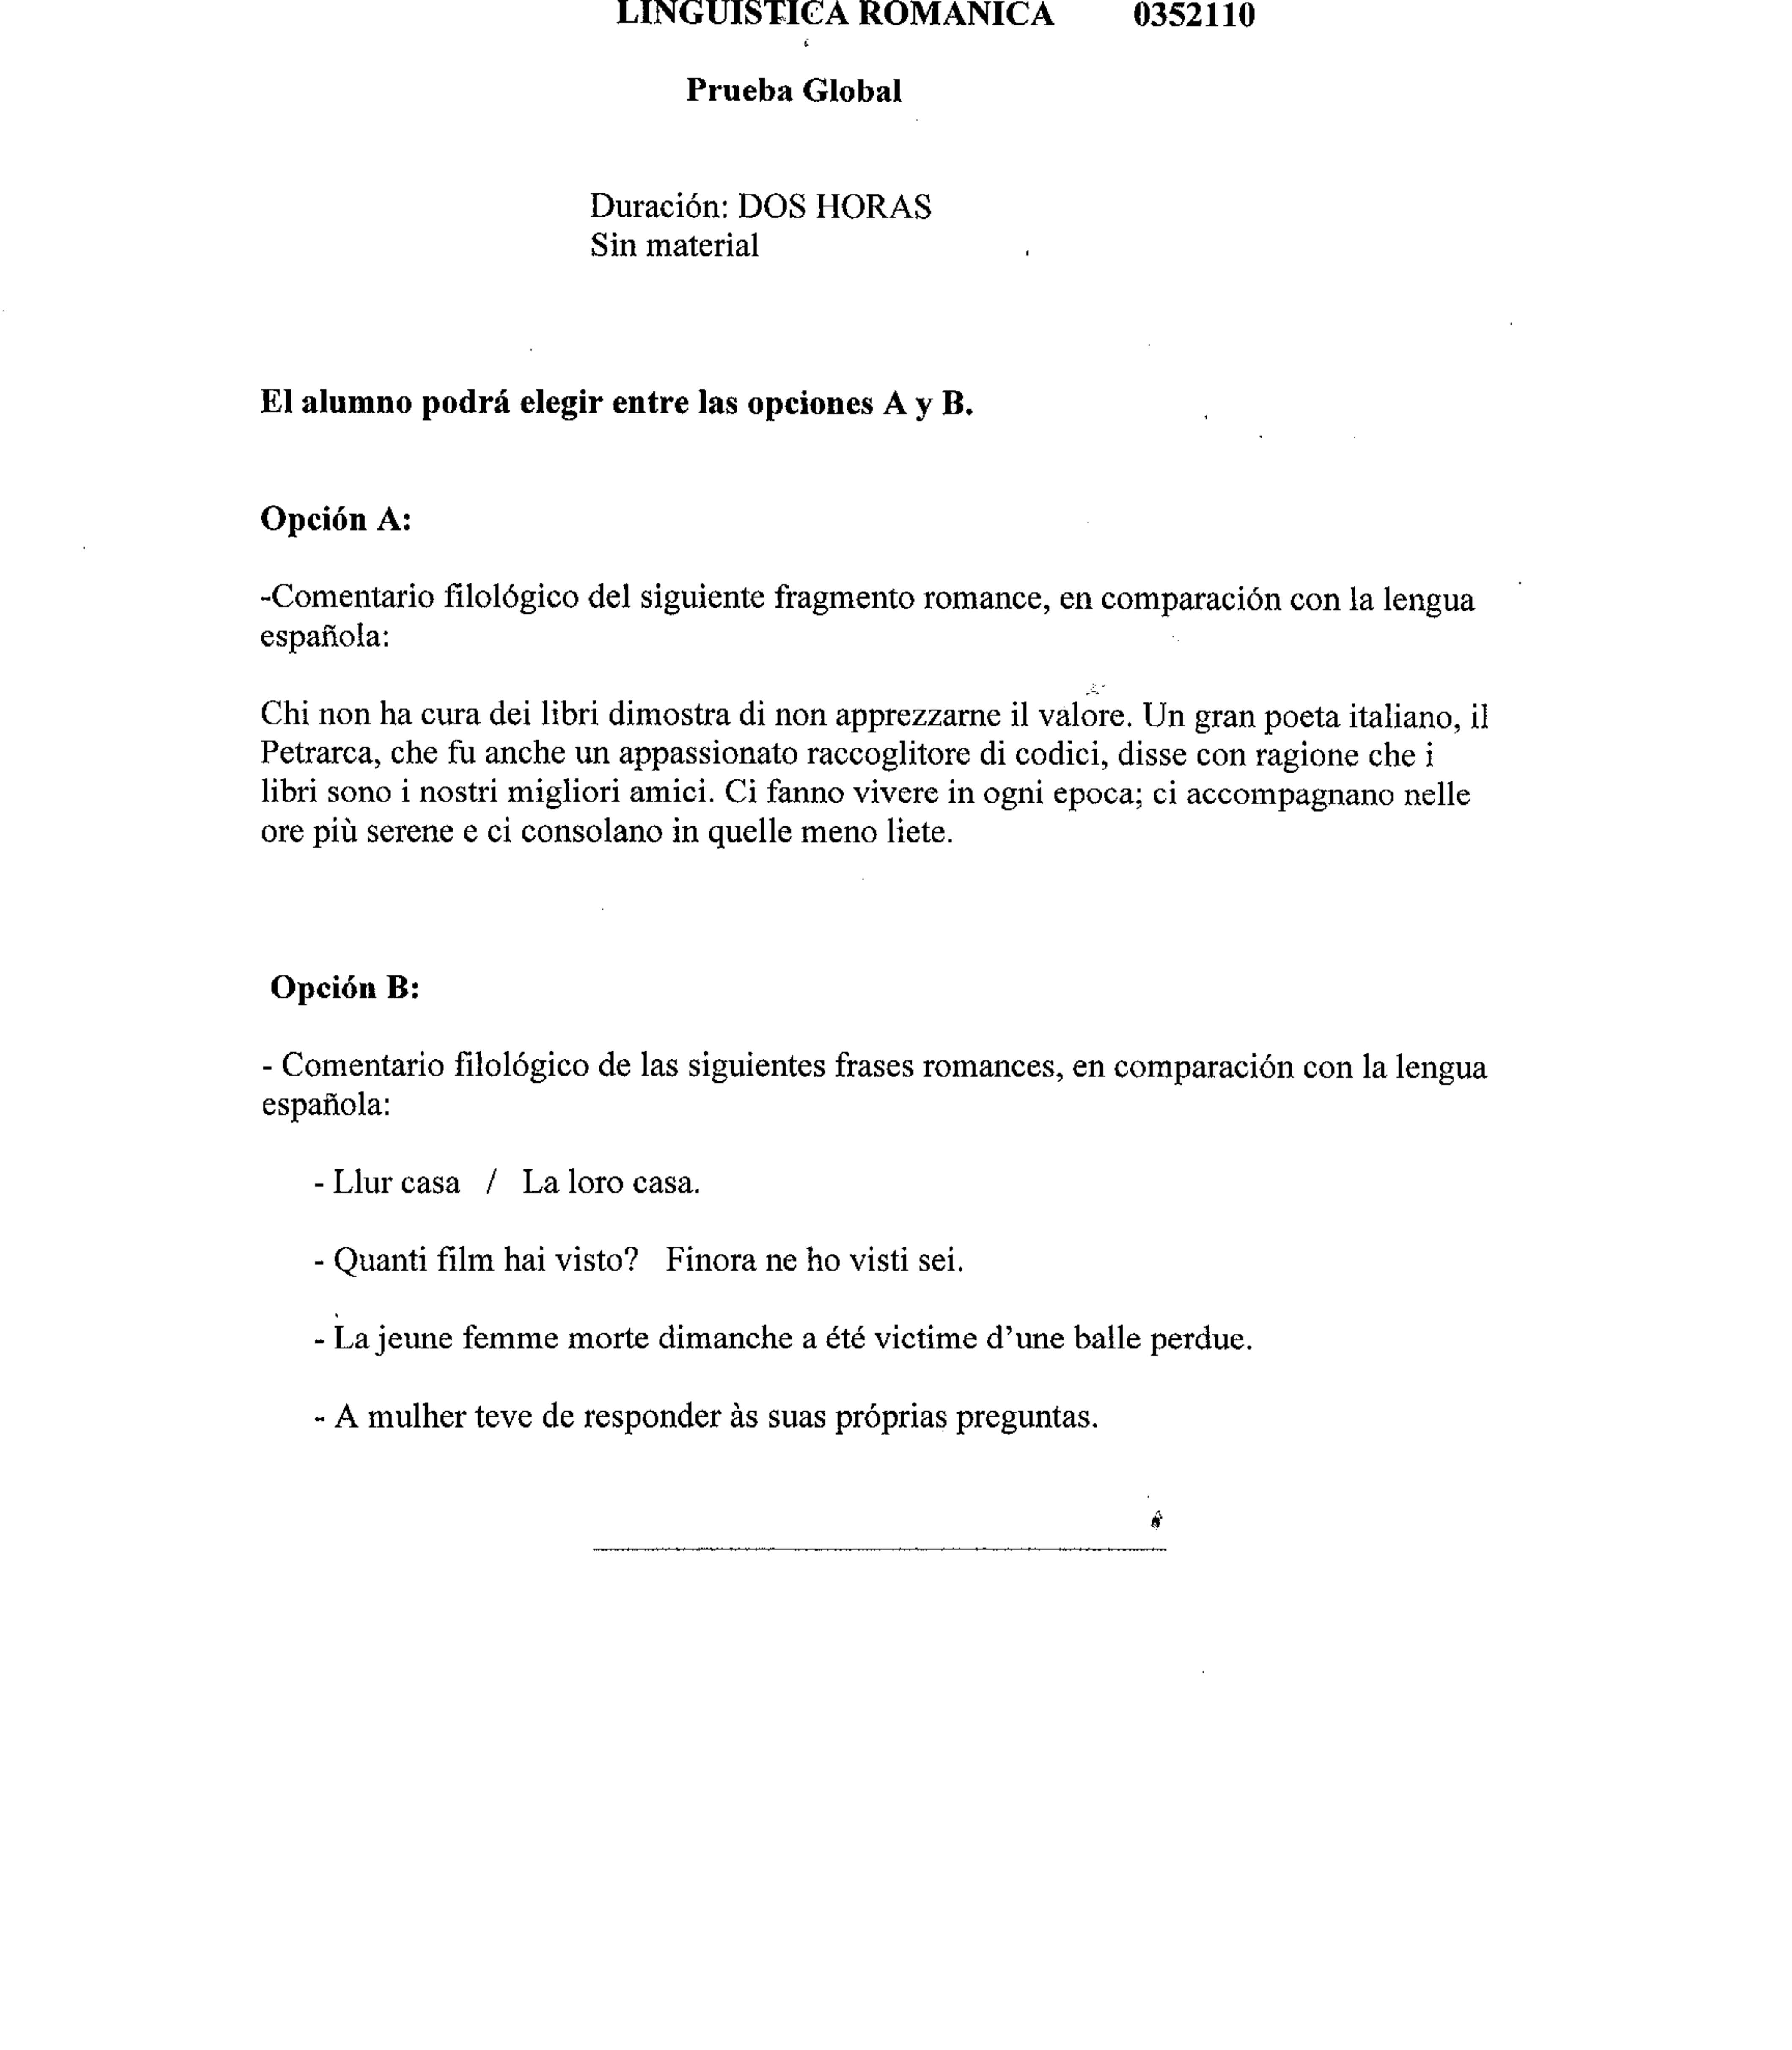 LINGUISTICA ROMANICA 0352110
Prueba Global
Duración: DOS HORAS
Sin material
El alumno podrá elegir entre las opciones A y B.
Opción A:
-Comentario filológico del siguiente fragmento romance, en comparación con la lengua
española:
Chi non ha cura dei libri dimostra di non apprezzarne il valore. Un gran poeta italiano, il
Petrarca, che fu anche un appassionato raccoglitore di codici, disse con ragione che i
libri sono i nostri migliori amici. Ci fanno vivere in ogni epoca; ci accompagnano nelle
ore più serene e ci consolano in quelle meno liete.
Opción B:
- Comentario filológico de las siguientes frases romances, en comparación con la lengua
española:
- Llur casa / La loro casa.
- Quanti film hai visto? Finora ne ho visti sei.
- La jeune femme morte dimanche a été victime d'une balle perdue.
- A mulher teve de responder às suas próprias preguntas.